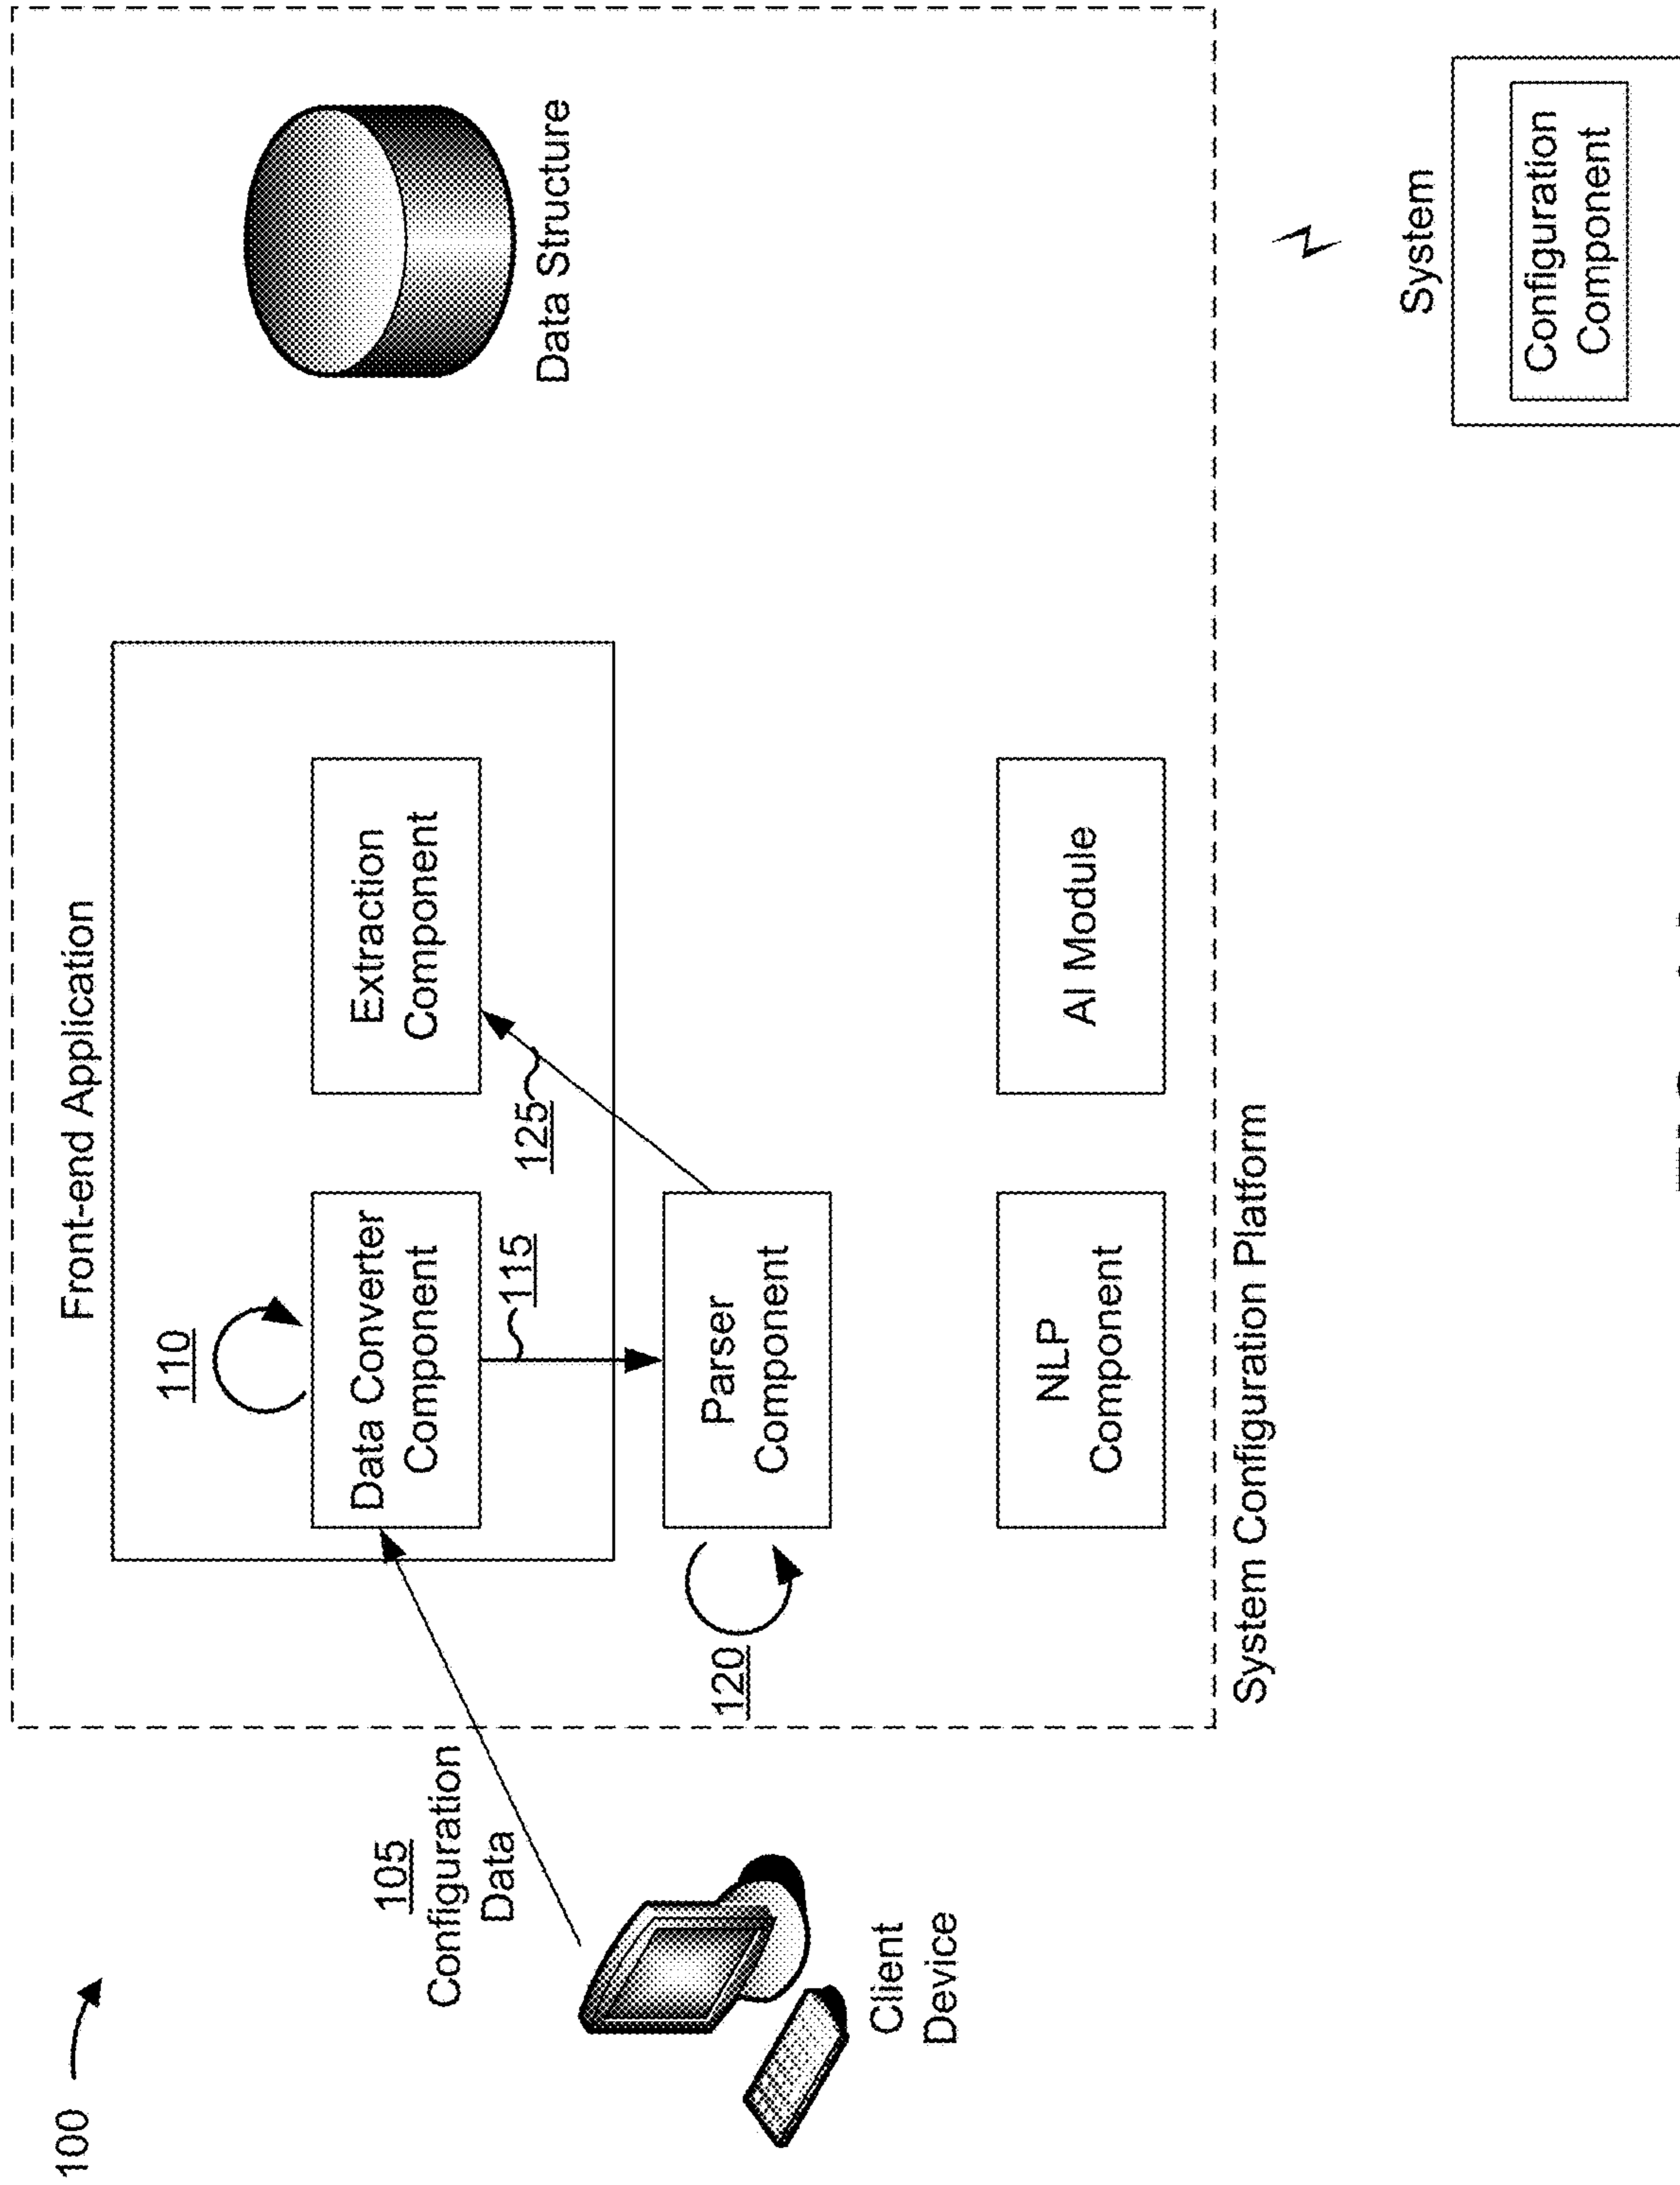 100
105
Configuration
Data
Client
Device
Front-end Application
110
Data Converter
Component
Extraction
Component
115
125
120
Parser
Component
NLP
Component
AI Module
Data Structure
System Configuration Platform
System
Configuration
Component